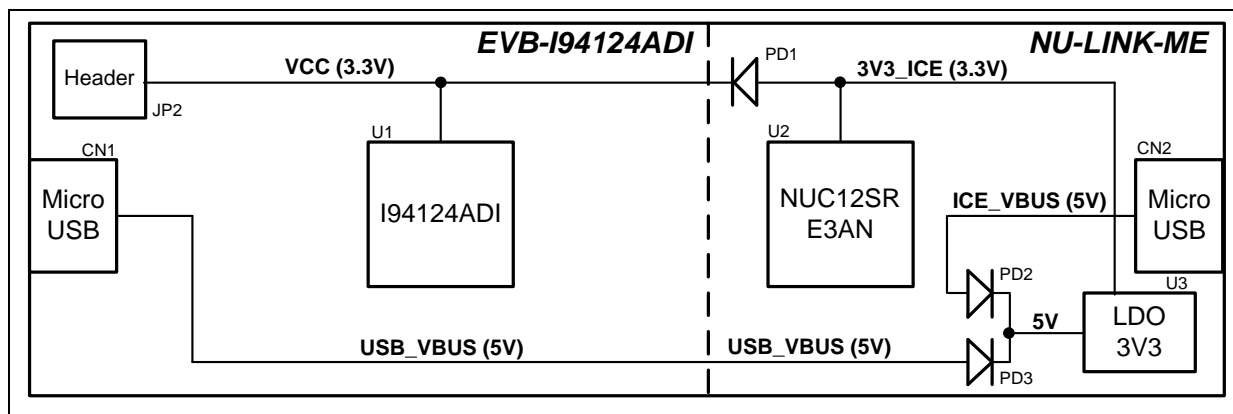 EVB-I94124ADI
NU-LINK-ME
Header
JP2
VCC (3.3V)
PD1
3V3_ICE (3.3V)
U1
I94124ADI
U2
NUC12SR
E3AN
CN1
Micro
USB
CN2
Micro
USB
ICE_VBUS (5V)
PD2
U3
LDO
3V3
5V
USB_VBUS (5V)
USB_VBUS (5V)
PD3